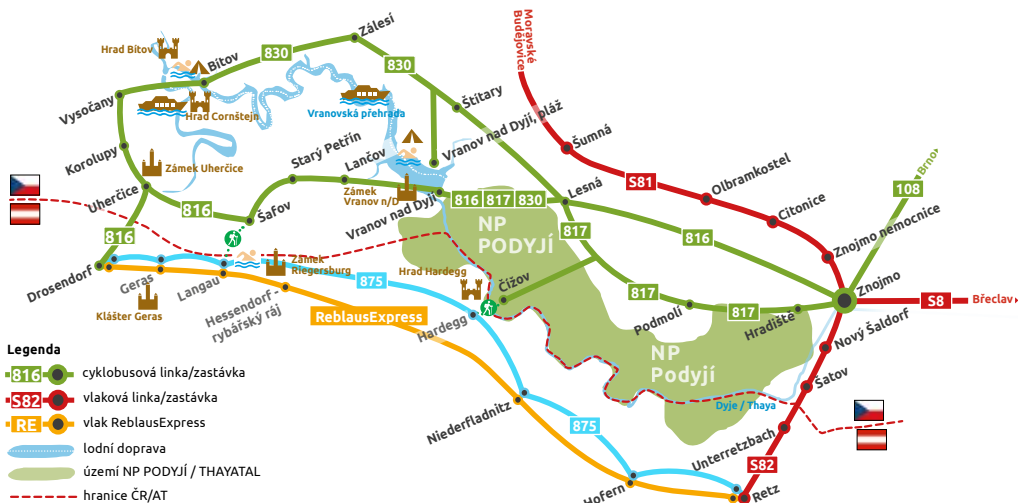 Moravské
Budějovice
Zálesí
Hrad Bítov
830
830
Bítov
Vysočany
Hrad Cornštejn
Vranovská přehrada
Štítary
Vranov nad Dyjí, pláž
Šumná
Korolupy
Zámek Uherčice
Starý Petřín
Lančov
S81
Olbramkostel
Brno
Uherčice
Zámek
Vranov n/D
Lesná
Citonice
108
816
816 817 830
Šafov
Vranov nad Dyjí
NP
PODYJÍ
817
816
Znojmo nemocnice
816
Drosendorf
Geras
Langau
Zámek
Riegersburg
875
Hrad Hardegg
Čížov
817
Znojmo
S8
Břeclav
Klášter Geras
Hessendorf -
rybářský ráj
ReblausExpress
Hardegg
Podmolí
817
Hradiště
Nový Šaldorf
NP
Podyjí
Šatov
Dyje / Thaya
Legenda
816 cyklobusová linka/zastávka
S82 vlaková linka/zastávka
RE vlak ReblausExpress
lodní doprava
území NP PODYJÍ / THAYATAL
hranice ČR/AT
Niederfladnitz
875
Unterretzbach
S82
Hofern
Retz